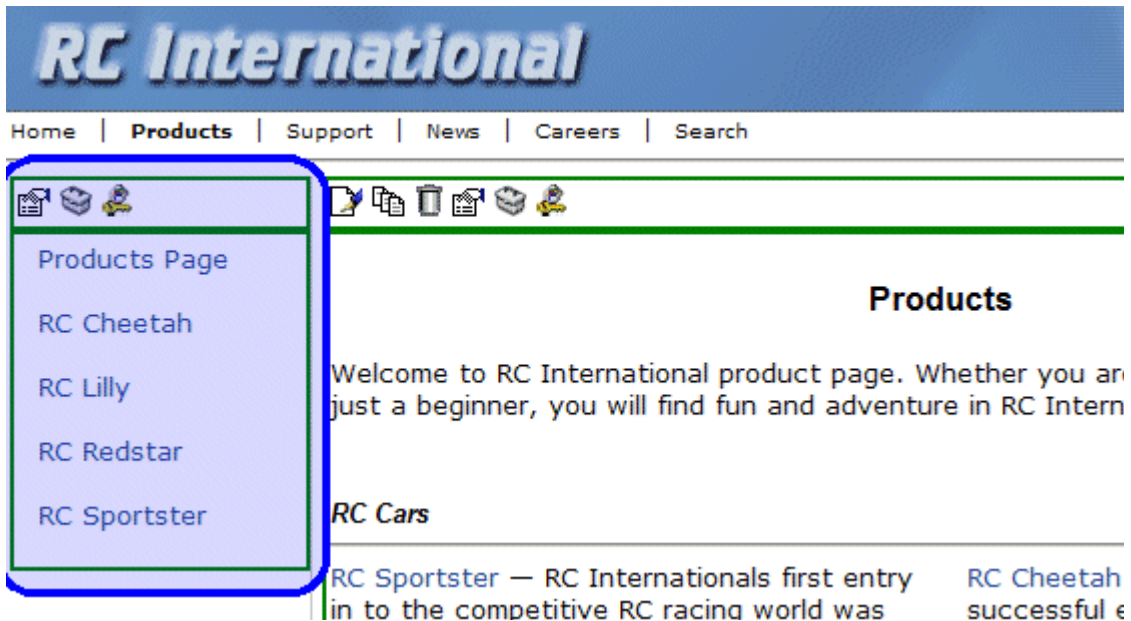 RC International
Home | Products | Support | News | Careers | Search
Products Page
RC Cheetah
RC Lilly
RC Redstar
RC Sportster
Products
Welcome to RC International product page. Whether you
just a beginner, you will find fun and adventure in RC
RC Cars
RC Sportster — RC Internationals first entry
in to the competitive RC racing world was
RC Cheetah
successful